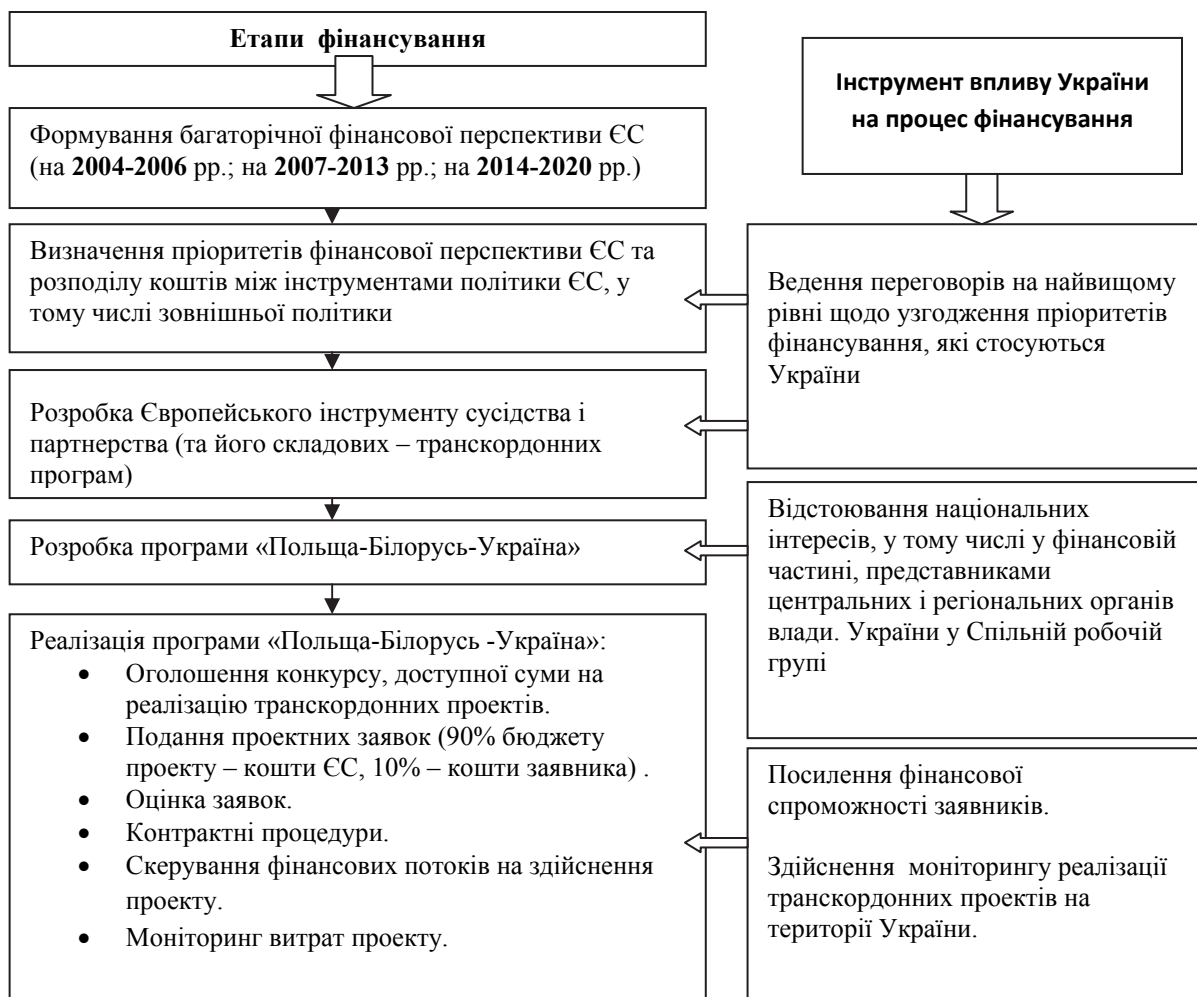 Етапи фінансування
Формування багаторічної фінансової перспективи ЄС
(на 2004-2006 рр.; на 2007-2013 рр.; на 2014-2020 рр.)
Визначення пріоритетів фінансової перспективи ЄС та
розподілу коштів між інструментами політики ЄС, у
тому числі зовнішньої політики
Розробка Європейського інструменту сусідства і
партнерства (та його складових – транскордонних
програм)
Розробка програми «Польща-Білорусь-Україна»
Реалізація програми «Польща-Білорусь -Україна»:
• Оголошення конкурсу, доступної суми на
реалізацію транскордонних проектів.
• Подання проектних заявок (90% бюджету
проекту – кошти ЄС, 10% – кошти заявника) .
• Оцінка заявок.
• Контрактні процедури.
• Скерування фінансових потоків на здійснення
проекту.
• Моніторинг витрат проекту.
Інструмент впливу України
на процес фінансування
Ведення переговорів на найвищому
рівні щодо узгодження пріоритетів
фінансування, які стосуються
України
Відстоювання національних
інтересів, у тому числі у фінансовій
частині, представниками
центральних і регіональних органів
влади. України у Спільній робочій
групі
Посилення фінансової
спроможності заявників.
Здійснення моніторингу реалізації
транскордонних проектів на
території України.